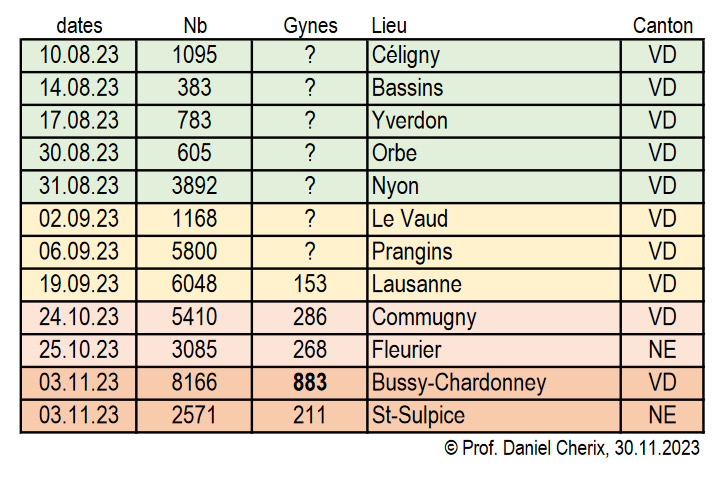 dates Nb Gynes Lieu Canton
10.08.23 1095 ? Céligny VD
14.08.23 383 ? Bassins VD
17.08.23 783 ? Yverdon VD
30.08.23 605 ? Orbe VD
31.08.23 3892 ? Nyon VD
02.09.23 1168 ? Le Vaud VD
06.09.23 5800 ? Prangins VD
19.09.23 6048 153 Lausanne VD
24.10.23 5410 286 Commugny VD
25.10.23 3085 268 Fleurier NE
03.11.23 8166 883 Bussy-Chardonney VD
03.11.23 2571 211 St-Sulpice NE
© Prof. Daniel Cherix, 30.11.2023